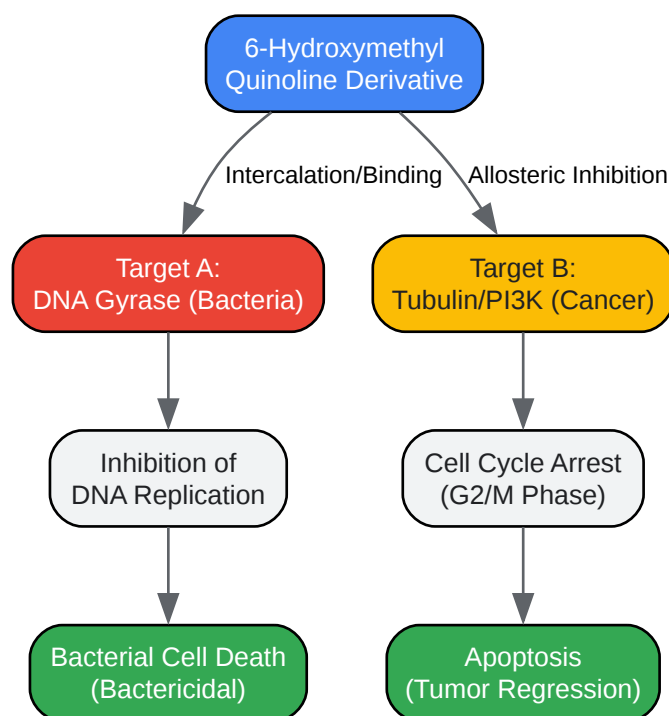 6-Hydroxymethyl
Quinoline Derivative
Intercalation/Binding
Allosteric Inhibition
Target A:
DNA Gyrase (Bacteria)
Target B:
Tubulin/PI3K (Cancer)
Inhibition of
DNA Replication
Cell Cycle Arrest
(G2/M Phase)
Bacterial Cell Death
(Bactericidal)
Apoptosis
(Tumor Regression)